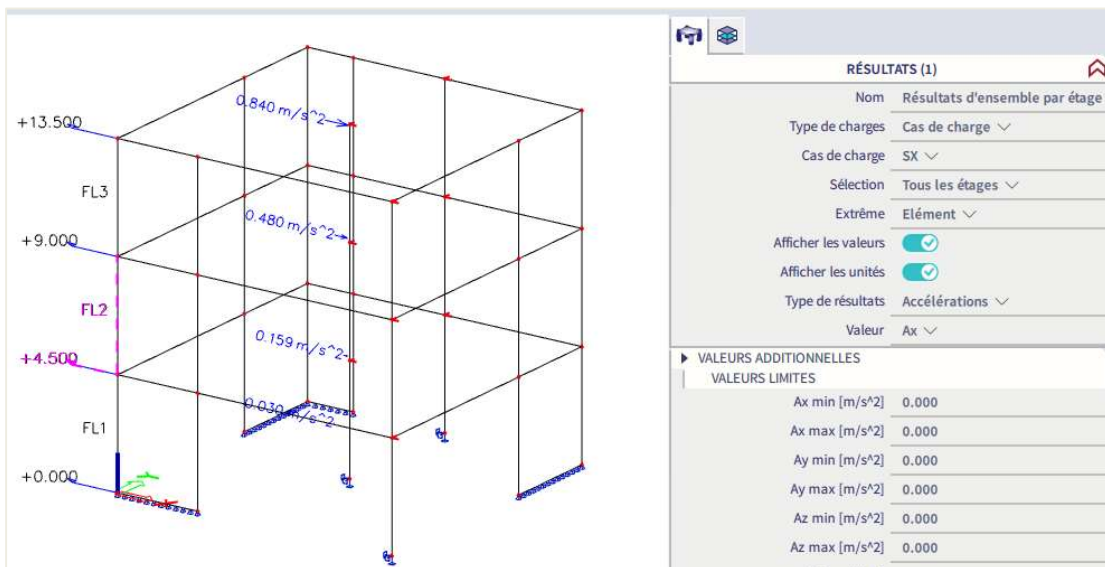 0.840 m/s^2
+13.500
FL3
0.480 m/s^2
+9.000
FL2
0.159 m/s^2
+4.500
0.030 m/s^2
FL1
Y
+0.000
X
RÉSULTATS (1)
Nom Résultats d'ensemble par étage
Type de charges Cas de charge
Cas de charge SX
Sélection Tous les étages
Extrême Elément
Afficher les valeurs
Afficher les unités
Type de résultats Accélérations
Valeur Ax
VALEURS ADDITIONNELLES
VALEURS LIMITES
Ax min [m/s^2] 0.000
Ax max [m/s^2] 0.000
Ay min [m/s^2] 0.000
Ay max [m/s^2] 0.000
Az min [m/s^2] 0.000
Az max [m/s^2] 0.000